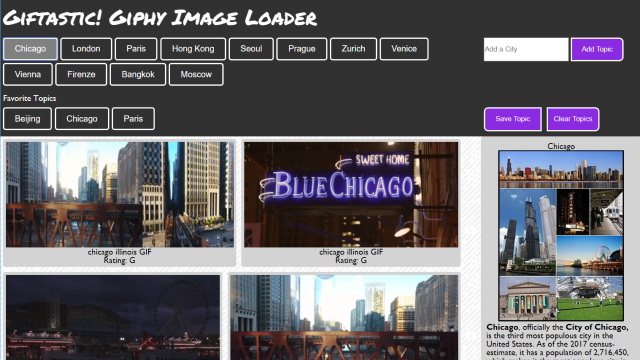 Giftastic! Giphy Image Loader
Chicago London Paris Hong Kong Seoul Prague Zurich Venice
Add a City Add Topic
Vienna Firenze Bangkok Moscow
Favorite Topics
Beijing Chicago Paris
Save Topic Clear Topics
SWEET HOME
BLUE CHICAGO
chicago illinois GIF
Rating: G
chicago illinois GIF
Rating: G
Chicago
Chicago, officially the City of Chicago,
is the third most populous city in the
United States. As of the 2017 census-
estimate, it has a population of 2,716,450,